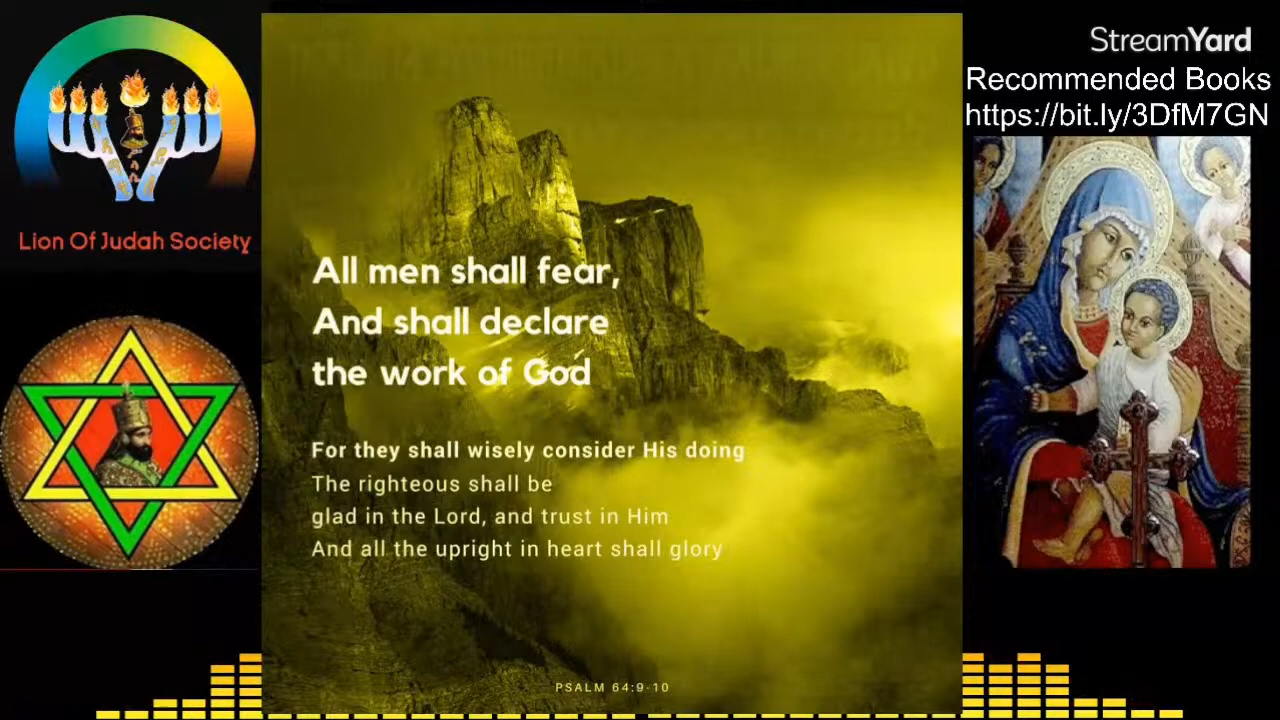 StreamYard
Recommended Books
https://bit.ly/3DfM7GN
Lion Of Judah Society
All men shall fear,
And shall declare
the work of God
For they shall wisely consider His doing
The righteous shall be
glad in the Lord, and trust in Him
And all the upright in heart shall glory
PSALM 64:9-10